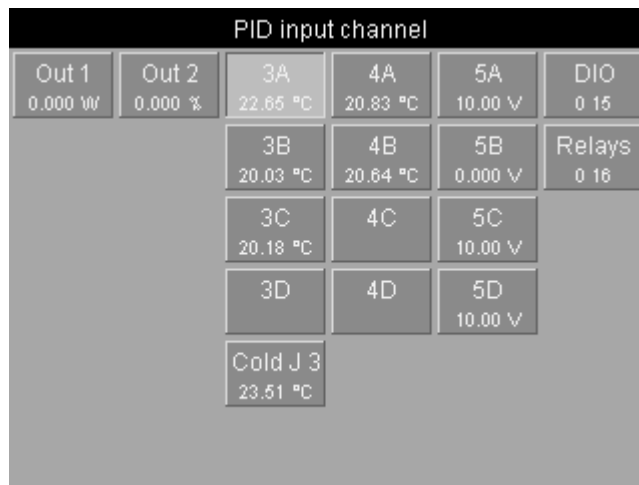 PID input channel
Out 1 Out 2 3A 4A 5A DIO
0.000 W 0.000 % 22.65 °C 20.83 °C 10.00 V 0 15
3B 4B 5B Relays
20.03 °C 20.64 °C 0.000 V 0 16
3C 4C 5C
20.18 °C 10.00 V
3D 4D 5D
10.00 V
Cold J 3
23.51 °C